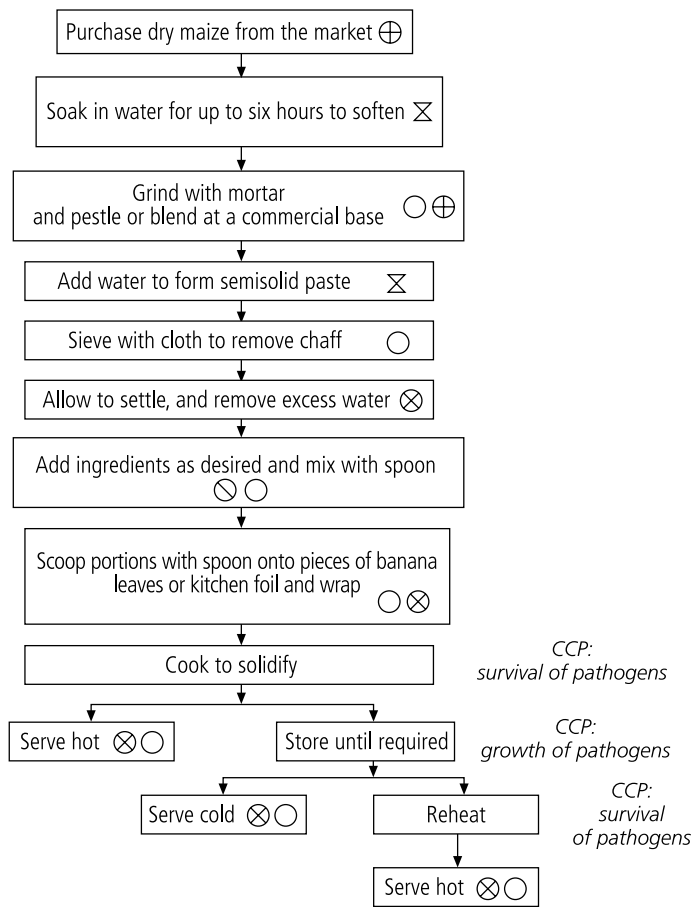 Purchase dry maize from the market
Soak in water for up to six hours to soften
Grind with mortar
and pestle or blend at a commercial base
Add water to form semisolid paste
Sieve with cloth to remove chaff
Allow to settle, and remove excess water
Add ingredients as desired and mix with spoon
Scoop portions with spoon onto pieces of banana
leaves or kitchen foil and wrap
Cook to solidify
CCP:
survival of pathogens
Serve hot
Store until required
CCP:
growth of pathogens
Serve cold
Reheat
CCP:
survival
of pathogens
Serve hot